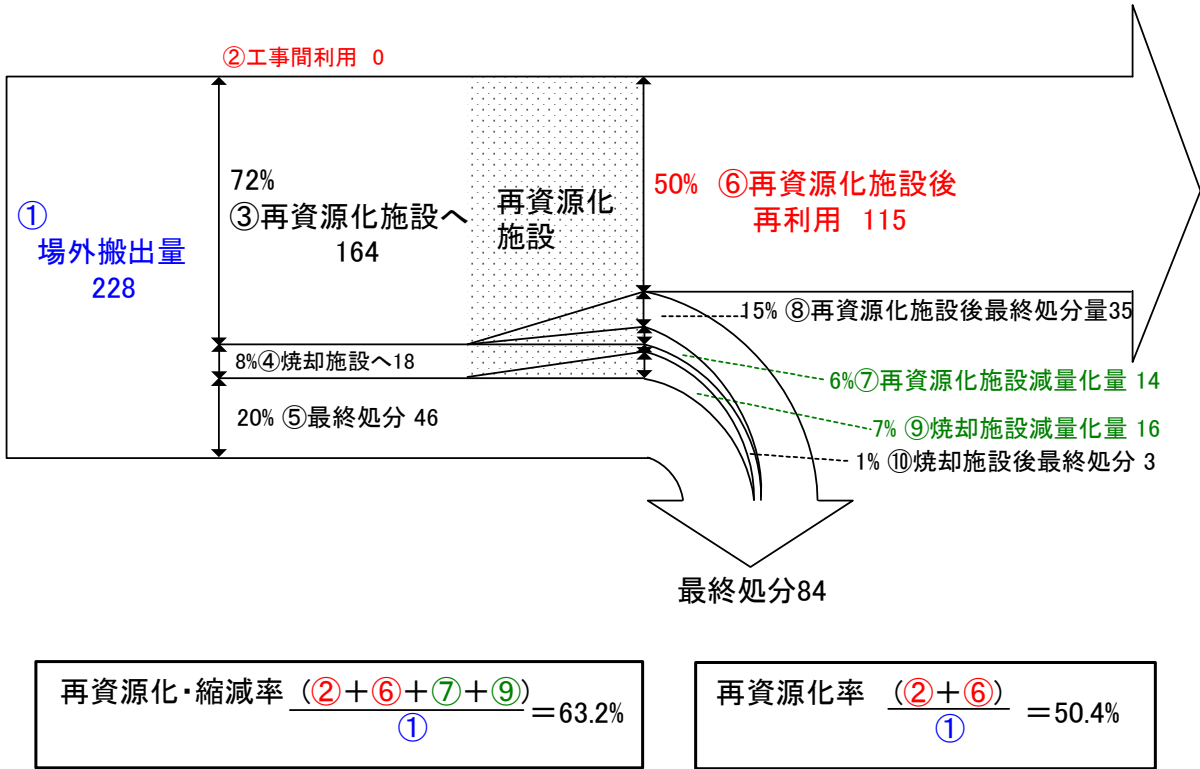 ②工事間利用 0
①
場外搬出量
228
72%
③再資源化施設へ
164
再資源化
施設
50% ⑥再資源化施設後
再利用 115
15% ⑧再資源化施設後最終処分量35
8%④焼却施設へ18
6%⑦再資源化施設減量化量 14
20% ⑤最終処分 46
7% ⑨焼却施設減量化量 16
1% ⑩焼却施設後最終処分 3
最終処分84
再資源化・縮減率 (②+⑥+⑦+⑨)
①
=63.2%
再資源化率 (②+⑥)
①
=50.4%